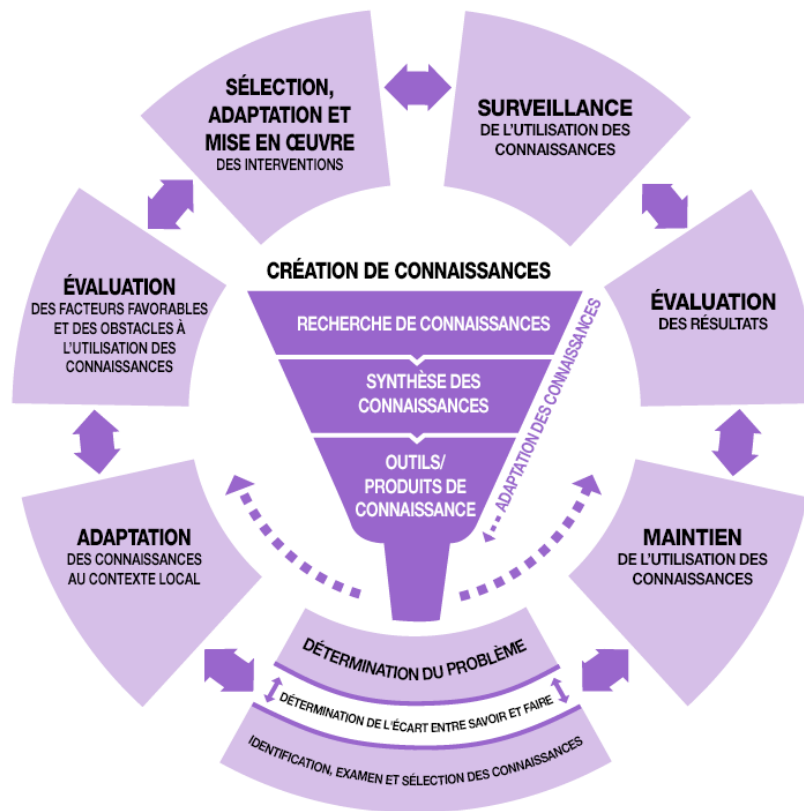 SÉLECTION,
ADAPTATION ET
MISE EN ŒUVRE
DES INTERVENTIONS
SURVEILLANCE
DE L'UTILISATION DES
CONNAISSANCES
ÉVALUATION
DES FACTEURS FAVORABLES
ET DES OBSTACLES À
L'UTILISATION DES
CONNAISSANCES
CRÉATION DE CONNAISSANCES
RECHERCHE DE CONNAISSANCES
SYNTHÈSE DES
CONNAISSANCES
OUTILS/
PRODUITS DE
CONNAISSANCE
ADAPTATION DES CONNAISSANCES
ÉVALUATION
DES RÉSULTATS
ADAPTATION
DES CONNAISSANCES
AU CONTEXTE LOCAL
MAINTIEN
DE L'UTILISATION DES
CONNAISSANCES
DÉTERMINATION DU PROBLÈME
DÉTERMINATION DE L'ÉCART ENTRE SAVOIR ET FAIRE
IDENTIFICATION, EXAMEN ET SÉLECTION DES CONNAISSANCES